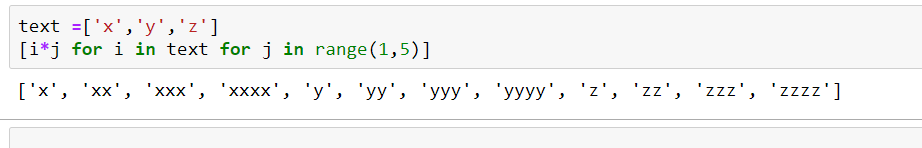 text =['x','y','z']
[i*j for i in text for j in range(1,5)]
['x', 'xx', 'xxx', 'xxxx', 'y', 'yy', 'yyy', 'yyyy', 'z', 'zz', 'zzz', 'zzzz']